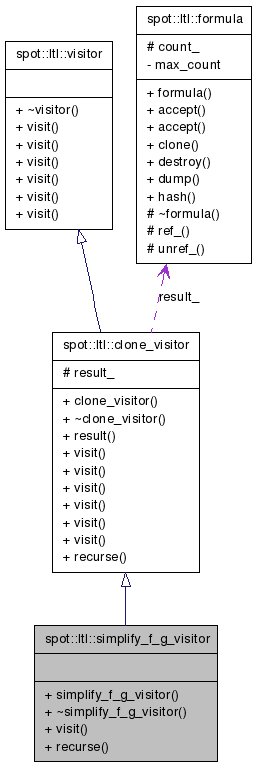 spot::ltl::visitor
+ ~visitor()
+ visit()
+ visit()
+ visit()
+ visit()
+ visit()
+ visit()
spot::ltl::formula
# count_
- max_count
+ formula()
+ accept()
+ accept()
+ clone()
+ destroy()
+ dump()
+ hash()
# ~formula()
# ref_()
# unref_()
result_
spot::ltl::clone_visitor
# result_
+ clone_visitor()
+ ~clone_visitor()
+ result()
+ visit()
+ visit()
+ visit()
+ visit()
+ visit()
+ visit()
+ recurse()
spot::ltl::simplify_f_g_visitor
+ simplify_f_g_visitor()
+ ~simplify_f_g_visitor()
+ visit()
+ recurse()